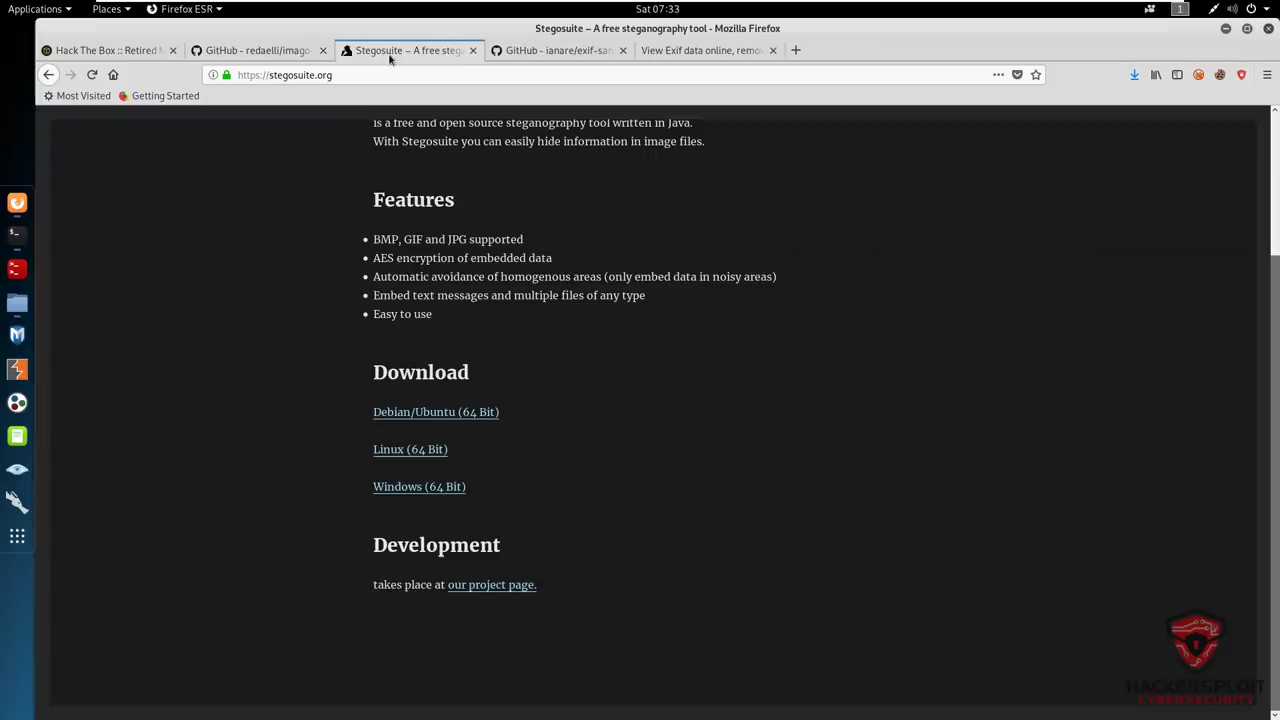 Applications
Places
Firefox ESR
Sat 07:33
1
Stegosuite – A free steganography tool - Mozilla Firefox
Hack The Box :: Retired M
GitHub - redaelli/imago-
Stegosuite – A free steg
GitHub - ianare/exif-san
View Exif data online, remo
https://stegosuite.org
Most Visited
Getting Started
is a free and open source steganography tool written in Java.
With Stegosuite you can easily hide information in image files.
Features
• BMP, GIF and JPG supported
• AES encryption of embedded data
• Automatic avoidance of homogenous areas (only embed data in noisy areas)
• Embed text messages and multiple files of any type
• Easy to use
Download
Debian/Ubuntu (64 Bit)
Linux (64 Bit)
Windows (64 Bit)
Development
takes place at our project page.
HACKERSPLOIT
CYBERSECURITY